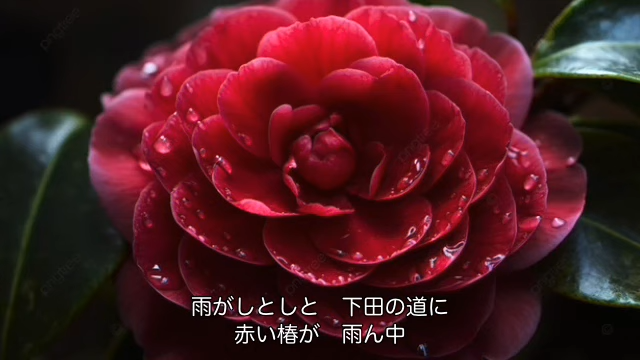 雨がしとしと　下田の道に
赤い椿が　雨ん中